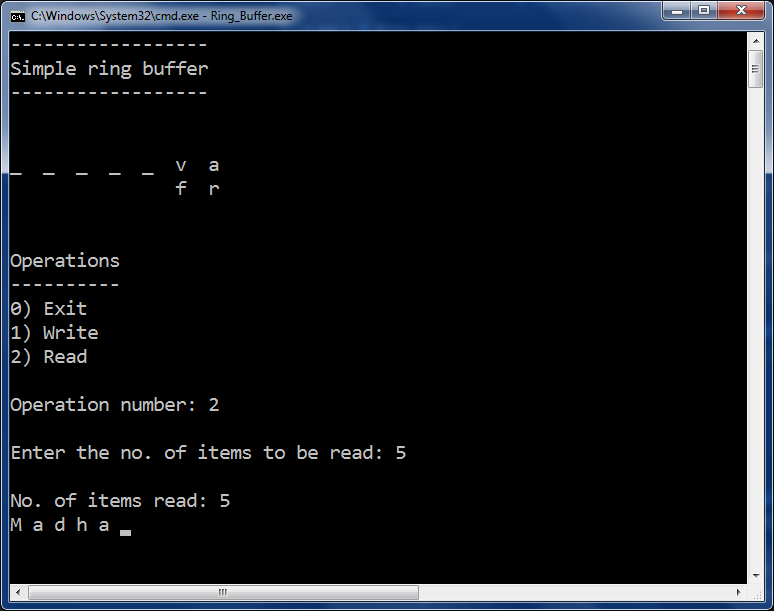 C:\Windows\System32\cmd.exe - Ring_Buffer.exe
------------------
Simple ring buffer
------------------
_  _  _  _  _  v  a
f  r
Operations
----------
0) Exit
1) Write
2) Read
Operation number: 2
Enter the no. of items to be read: 5
No. of items read: 5
M a d h a